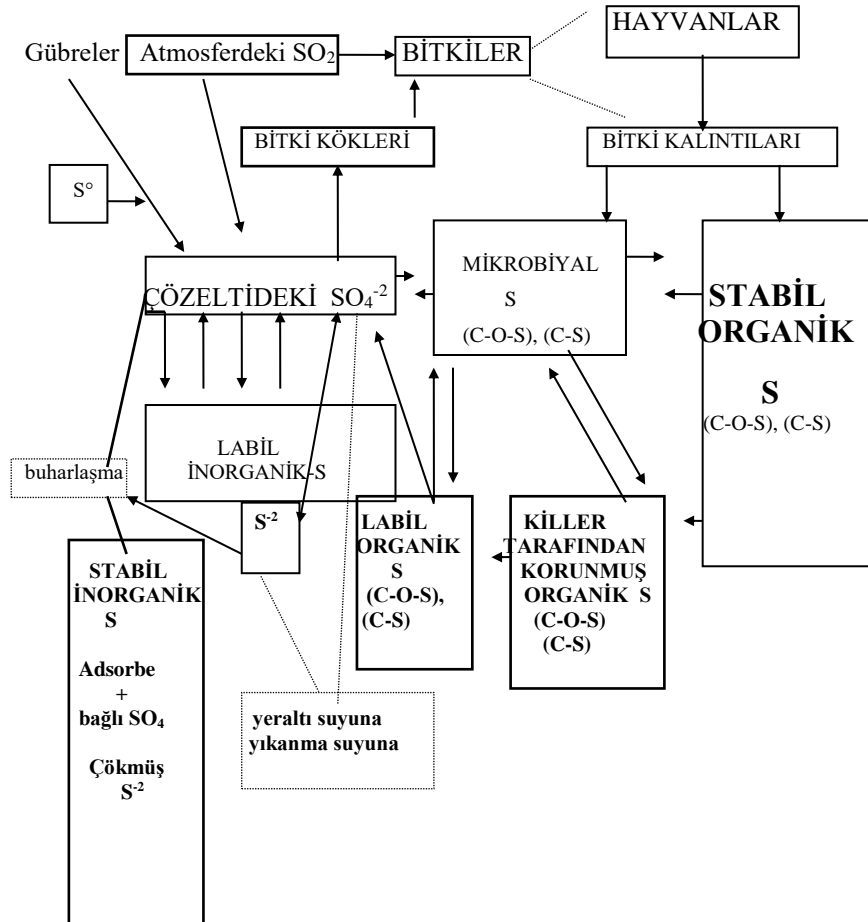 HAYVANLAR
Gübreler
Atmosferdeki SO₂
BİTKİLER
BİTKİ KÖKLERİ
BİTKİ KALINTILARI
S°
ÇÖZELTİDEKİ SO₄⁻²
MİKROBİYAL
S
(C-O-S), (C-S)
STABİL
ORGANİK
S
(C-O-S), (C-S)
LABİL
İNORGANİK-S
buharlaşma
S⁻²
LABİL
ORGANİK
S
(C-O-S),
(C-S)
KİLLER
TARAFINDAN
KORUNMUŞ
ORGANİK S
(C-O-S)
(C-S)
STABİL
İNORGANİK
S
Adsorbe
+
bağlı SO₄
Çökmüş
S⁻²
yeraltı suyuna
yıkanma suyuna